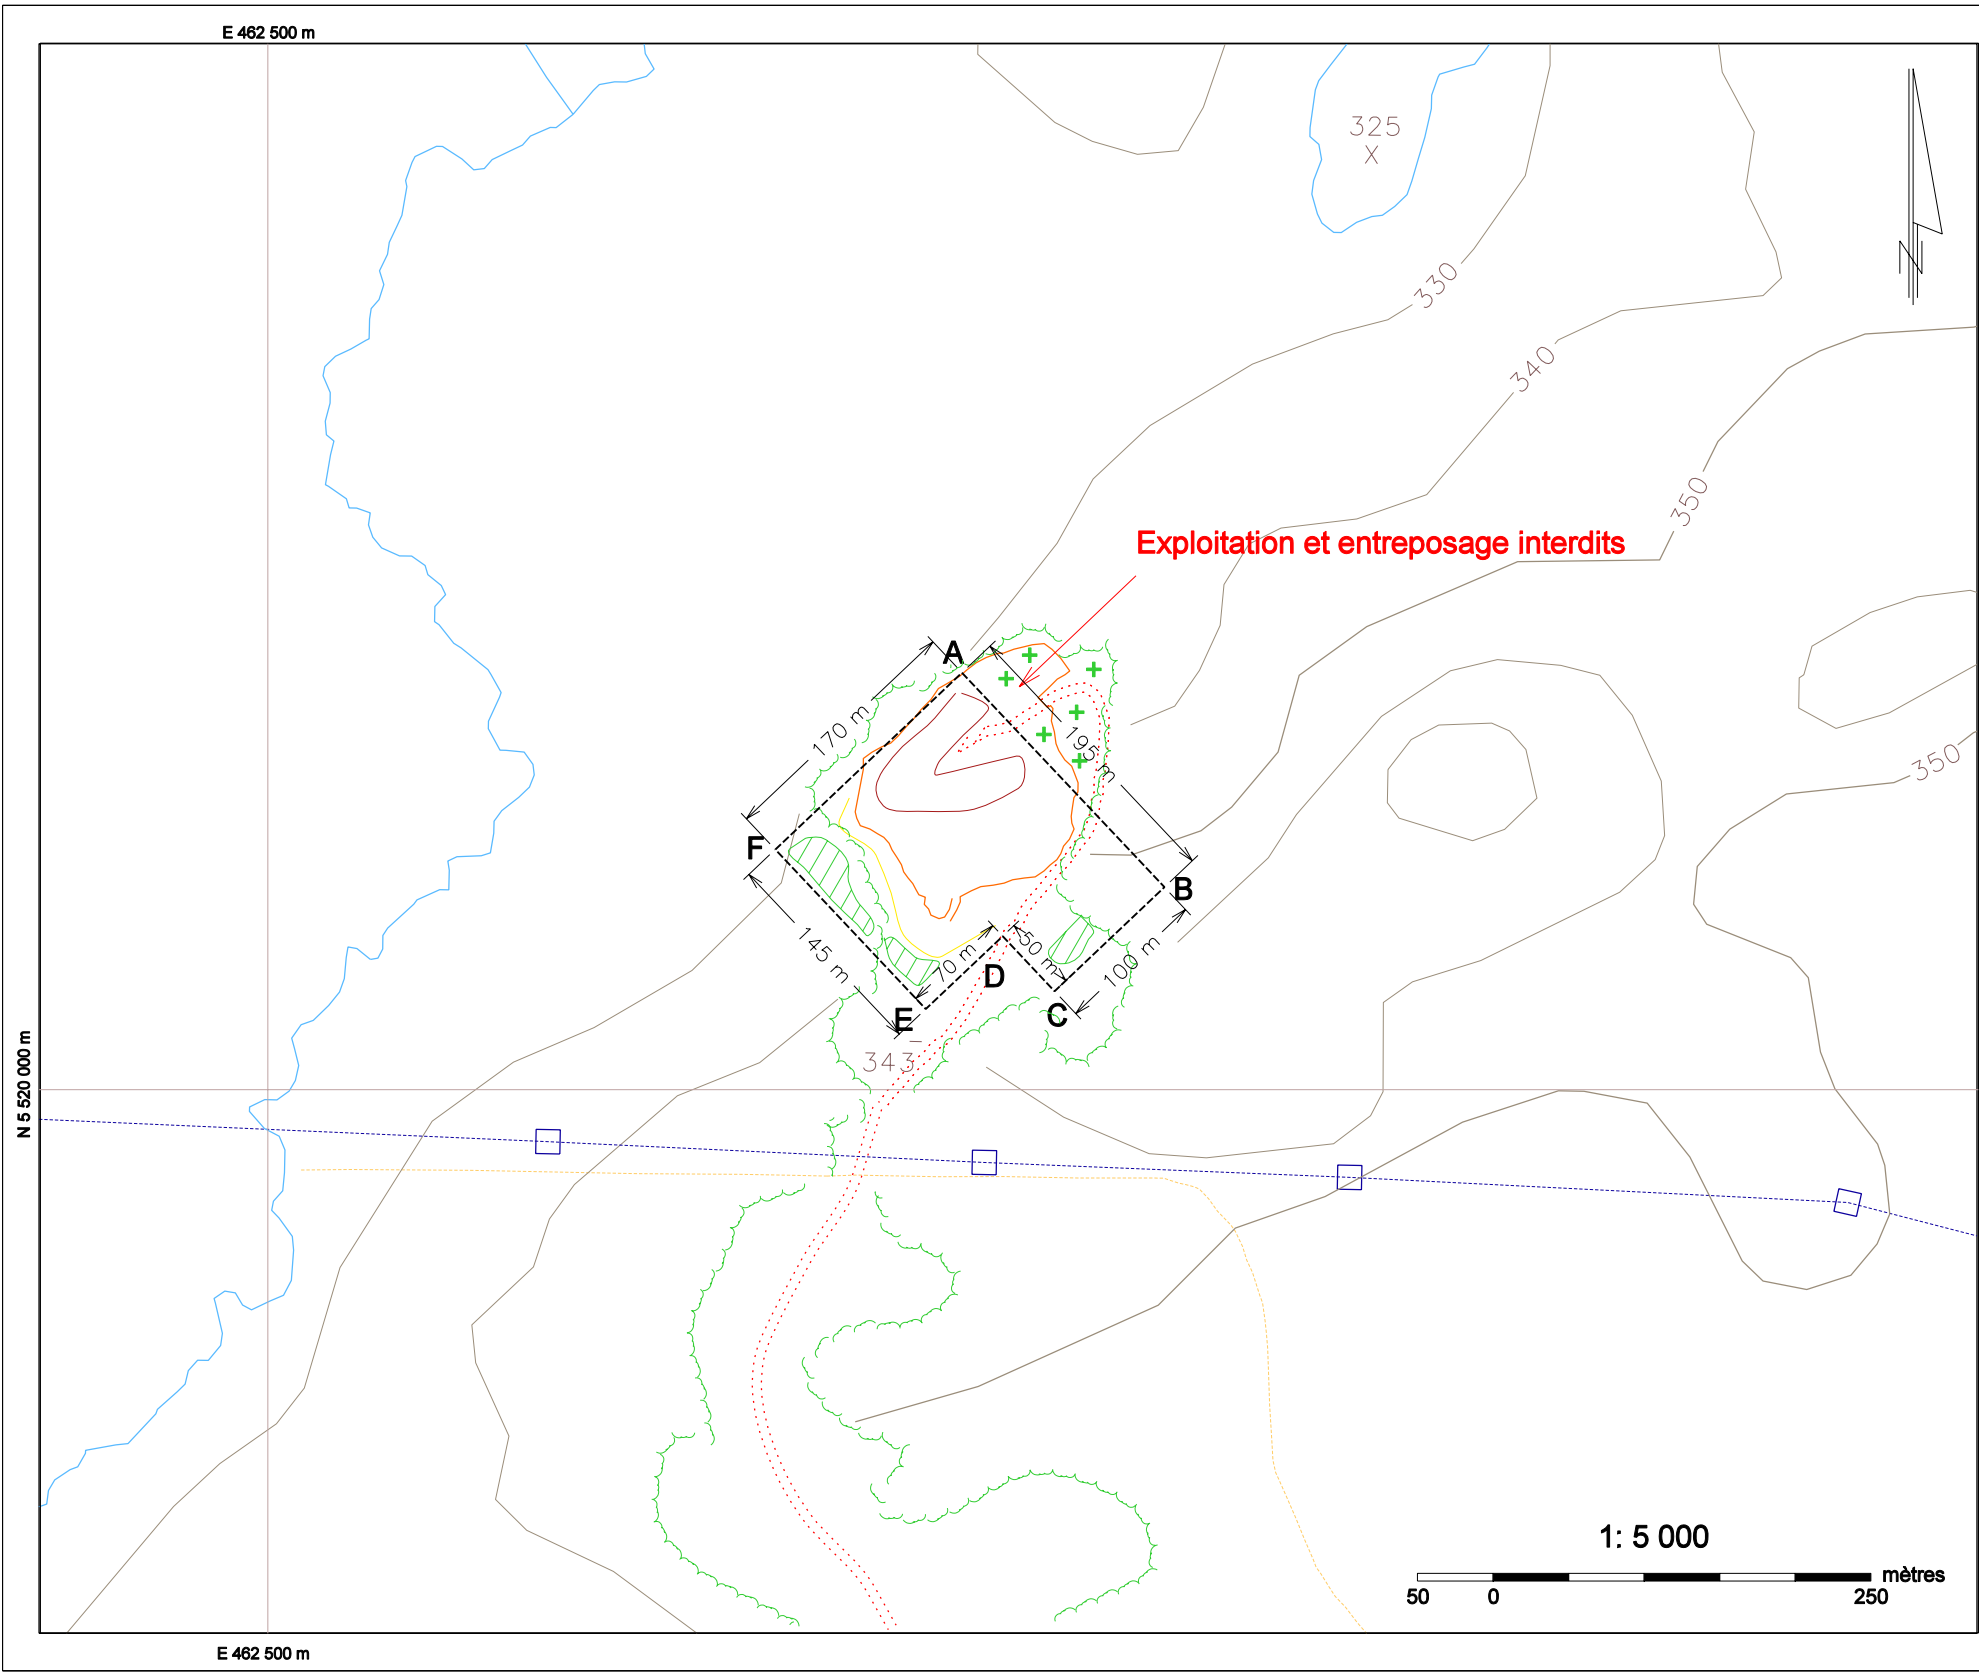 E 462 500 m
325
X
N
330
340
350
Exploitation et entreposage interdits
A
170 m
195 m
350
F
B
145 m
70 m
50 m
100 m
D
E
C
343
N 5 520 000 m
1: 5 000
mètres
50 0 250
E 462 500 m